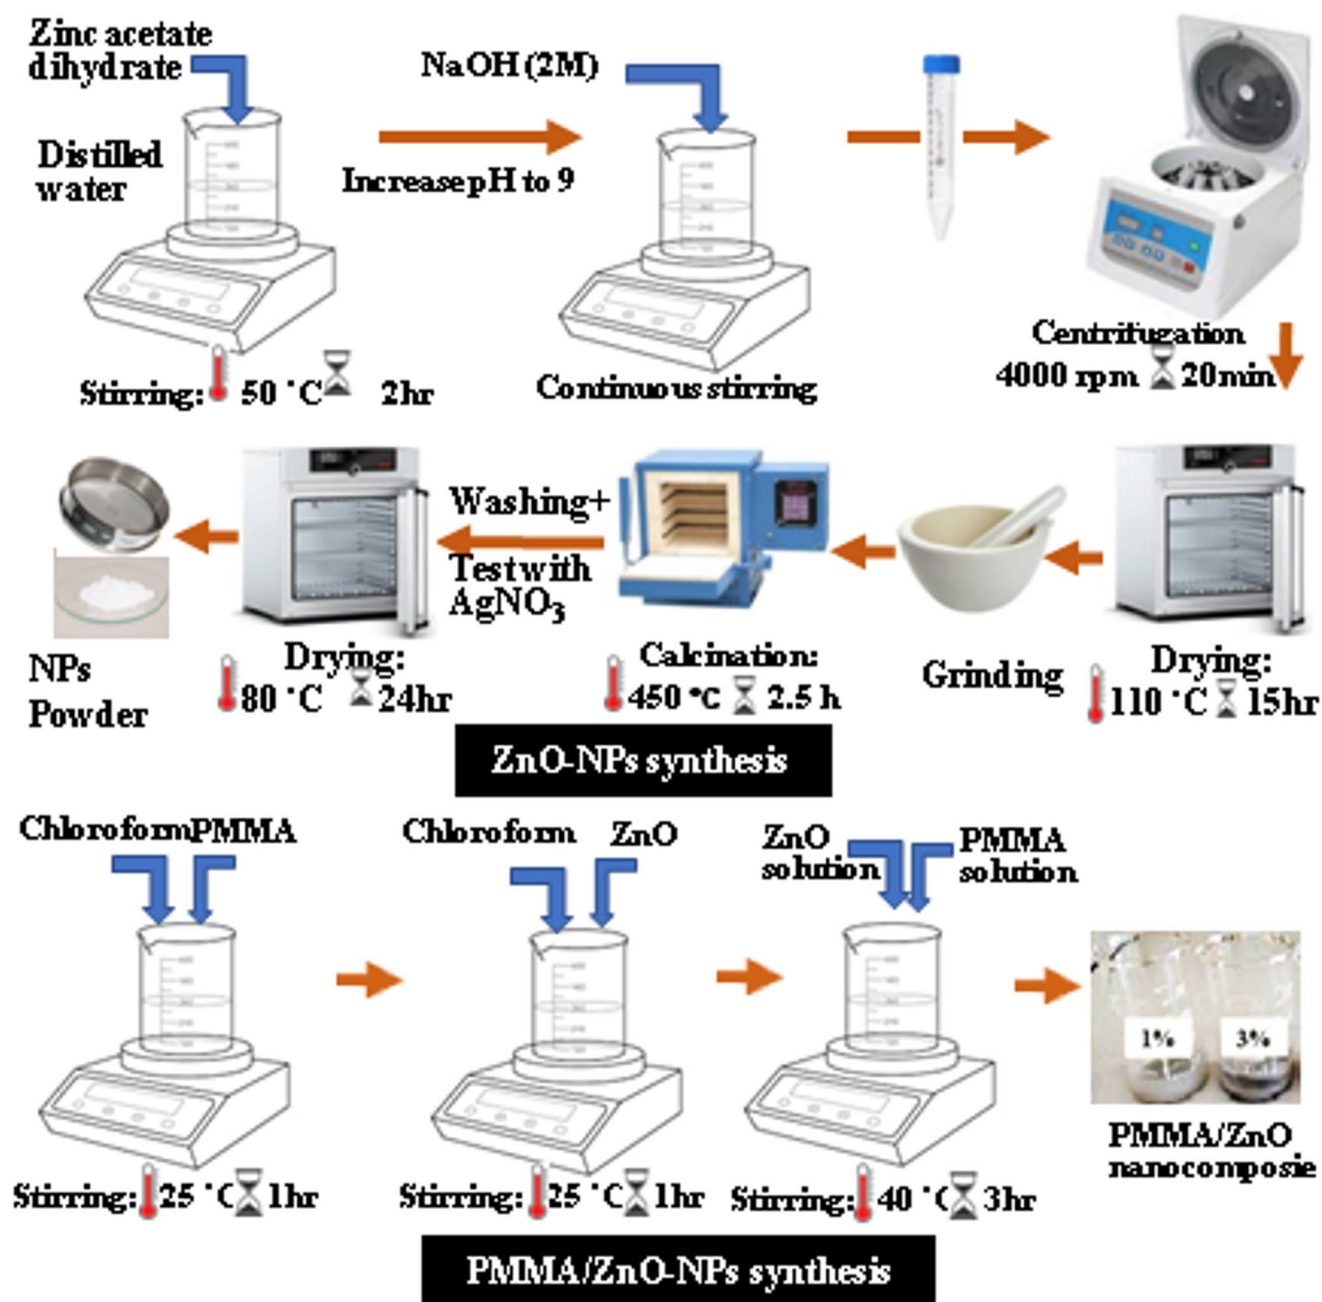 Zinc acetate
dihydrate
NaOH (2M)
Distilled
water
Increase pH to 9
Centrifugation
4000 rpm 20min
Stirring: 50 °C 2hr
Continuous stirring
Washing+
Test with
AgNO₃
NPs
Powder
Drying:
80 °C 24hr
Calcination:
450 °C 2.5 h
Grinding
Drying:
110 °C 15hr
ZnO-NPs synthesis
Chloroform PMMA
Chloroform ZnO
ZnO
solution
PMMA
solution
1% 3%
PMMA/ZnO
nanocomposie
Stirring: 25 °C 1hr
Stirring: 25 °C 1hr
Stirring: 40 °C 3hr
PMMA/ZnO-NPs synthesis